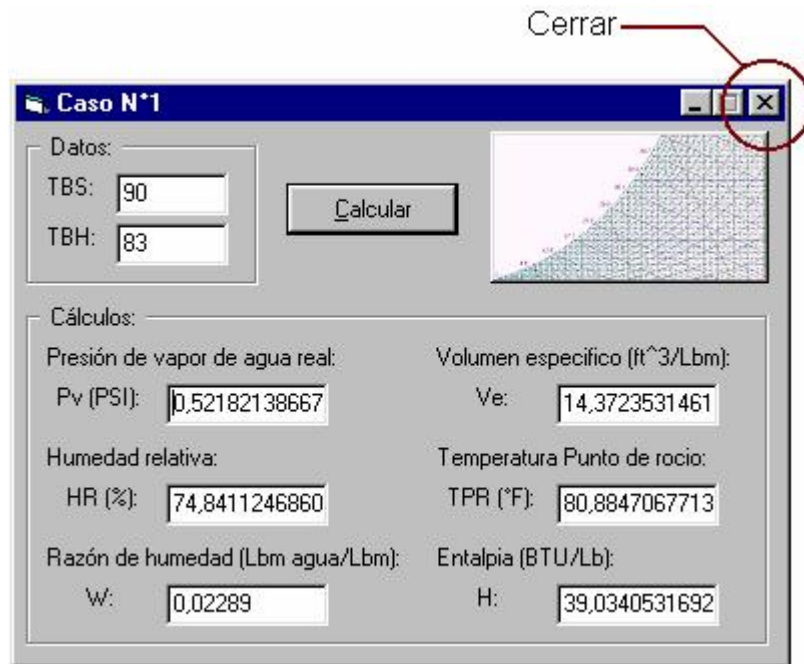 Cerrar
Caso N°1
Datos:
TBS: 90
TBH: 83
Calcular
Cálculos:
Presión de vapor de agua real:
Pv (PSI): 0,52182138667
Volumen especifico (ft^3/Lbm):
Ve: 14,3723531461
Humedad relativa:
HR (%): 74,8411246860
Temperatura Punto de rocio:
TPR (°F): 80,8847067713
Razón de humedad (Lbm agua/Lbm):
W: 0,02289
Entalpia (BTU/Lb):
H: 39,0340531692